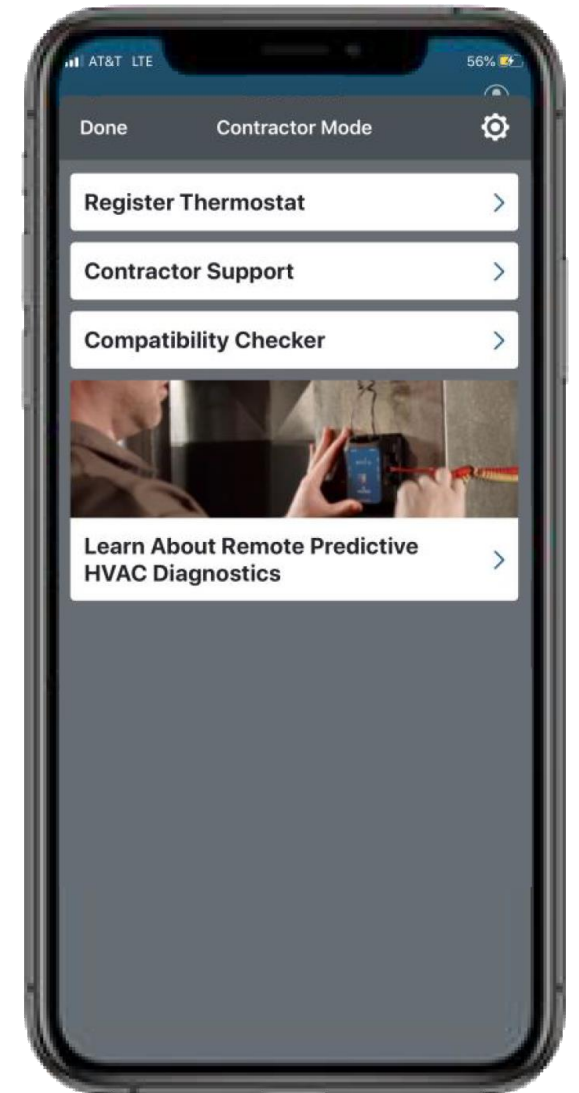 AT&T LTE
56%
Done Contractor Mode
Register Thermostat
Contractor Support
Compatibility Checker
Learn About Remote Predictive
HVAC Diagnostics